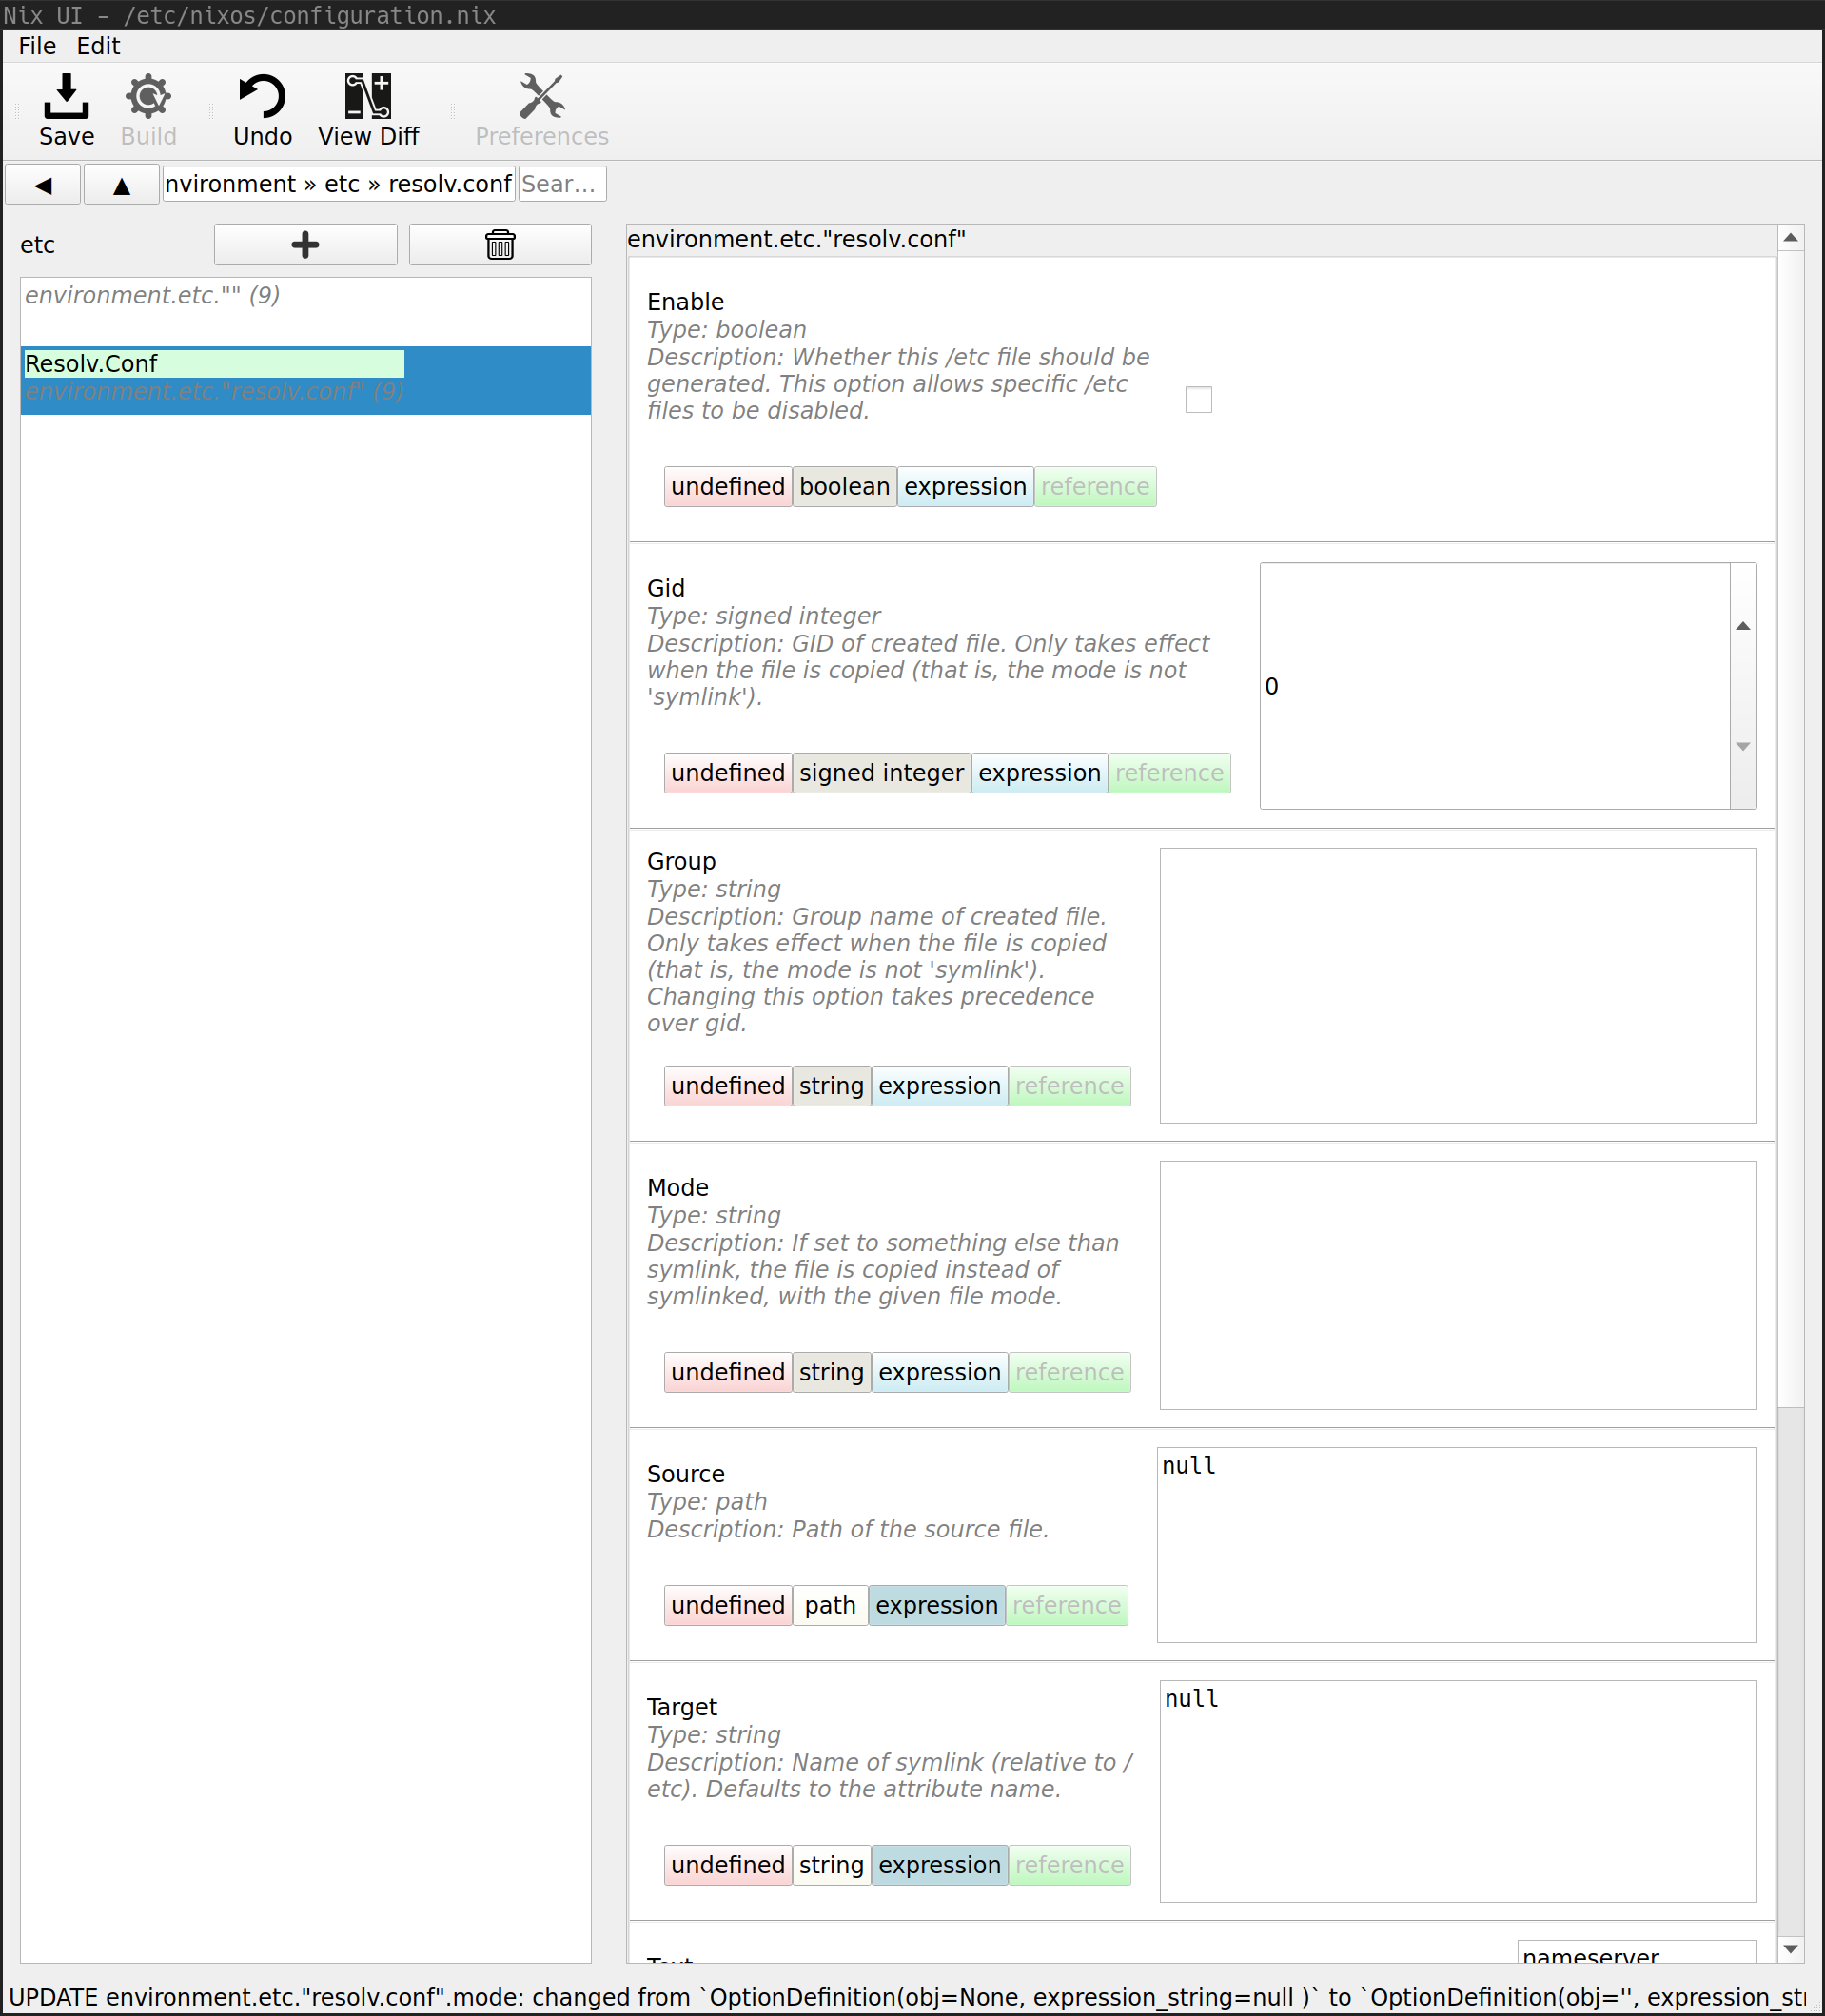 Nix UI – /etc/nixos/configuration.nix
File Edit
Save Build Undo View Diff Preferences
nvironment » etc » resolv.conf Sear...
etc
environment.etc."" (9)
Resolv.Conf
environment.etc."resolv.conf" (9)
environment.etc."resolv.conf"
Enable
Type: boolean
Description: Whether this /etc file should be
generated. This option allows specific /etc
files to be disabled.
undefined boolean expression reference
Gid
Type: signed integer
Description: GID of created file. Only takes effect
when the file is copied (that is, the mode is not
'symlink').
0
undefined signed integer expression reference
Group
Type: string
Description: Group name of created file.
Only takes effect when the file is copied
(that is, the mode is not 'symlink').
Changing this option takes precedence
over gid.
undefined string expression reference
Mode
Type: string
Description: If set to something else than
symlink, the file is copied instead of
symlinked, with the given file mode.
undefined string expression reference
Source
Type: path
Description: Path of the source file.
null
undefined path expression reference
Target
Type: string
Description: Name of symlink (relative to /
etc). Defaults to the attribute name.
null
undefined string expression reference
Text
nameserver
UPDATE environment.etc."resolv.conf".mode: changed from `OptionDefinition(obj=None, expression_string=null )` to `OptionDefinition(obj='', expression_str